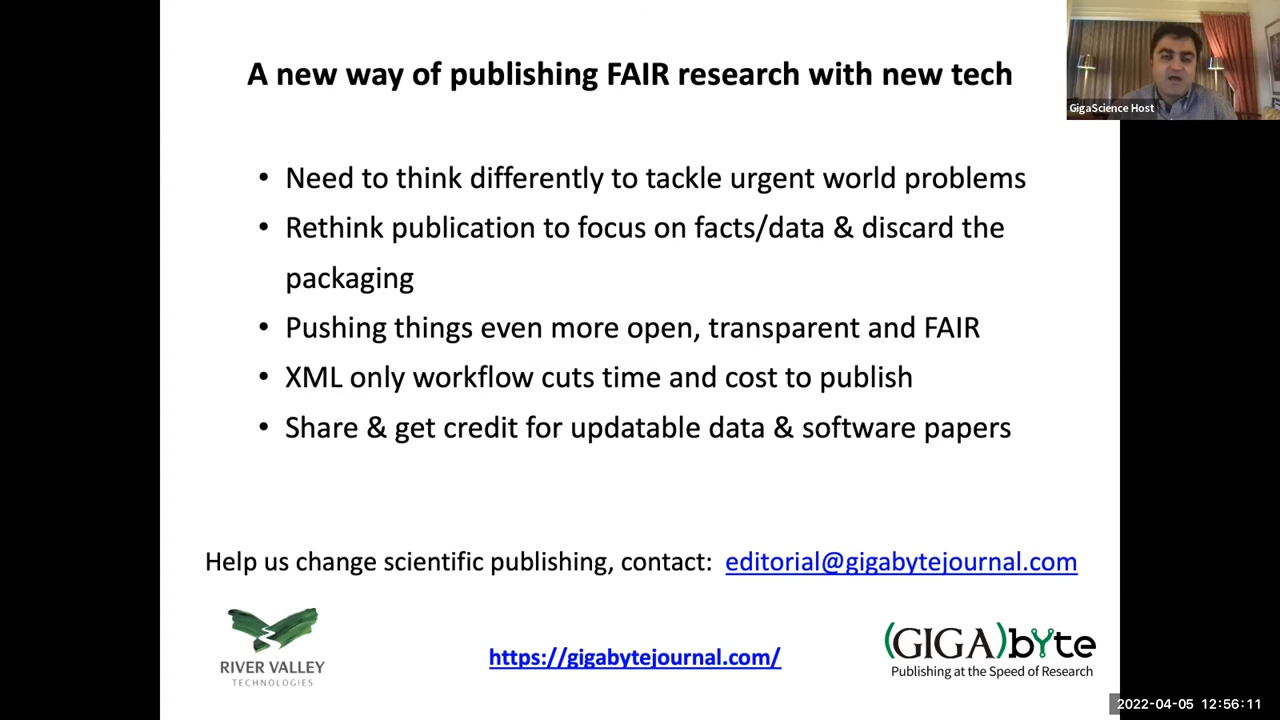 A new way of publishing FAIR research with new tech
GigaScience Host
• Need to think differently to tackle urgent world problems
• Rethink publication to focus on facts/data & discard the
packaging
• Pushing things even more open, transparent and FAIR
• XML only workflow cuts time and cost to publish
• Share & get credit for updatable data & software papers
Help us change scientific publishing, contact: editorial@gigabytejournal.com
RIVER VALLEY
TECHNOLOGIES
https://gigabytejournal.com/
(GIGA)byte
Publishing at the Speed of Research
2022-04-05 12:56:11